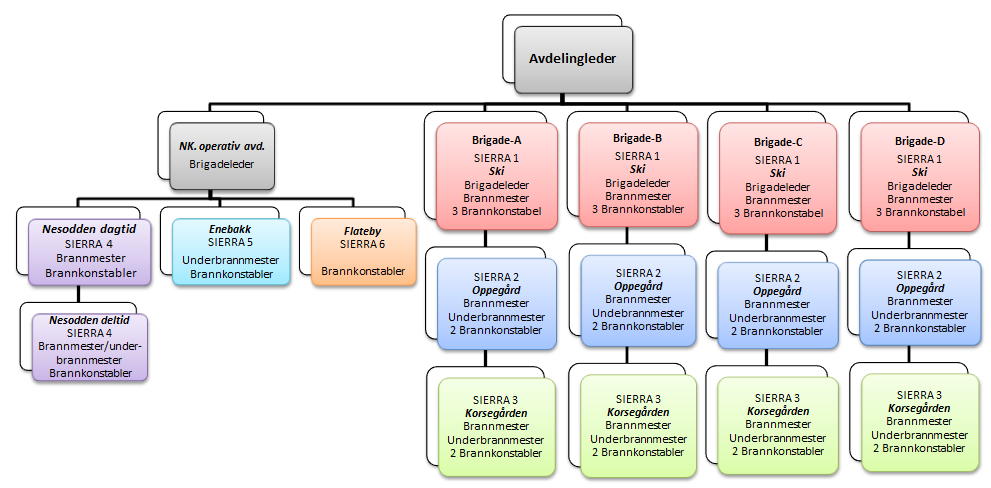 Avdelingleder
NK. operativ avd.
Brigadeleder
Nesodden dagtid
SIERRA 4
Brannmester
Brannkonstabler
Nesodden deltid
SIERRA 4
Brannmester/under-
brannmester
Brannkonstabler
Enebakk
SIERRA 5
Underbrannmester
Brannkonstabler
Flateby
SIERRA 6
Brannkonstabler
Brigade-A
SIERRA 1
Ski
Brigadeleder
Brannmester
3 Brannkonstabel
SIERRA 2
Oppegård
Brannmester
Underbrannmester
2 Brannkonstabler
SIERRA 3
Korsegården
Brannmester
Underbrannmester
2 Brannkonstabler
Brigade-B
SIERRA 1
Ski
Brigadeleder
Brannmester
3 Brannkonstabler
SIERRA 2
Oppegård
Brannmester
Undebrannmester
2 Brannkonstabler
SIERRA 3
Korsegården
Brannmester
Underbrannmester
2 Brannkonstabler
Brigade-C
SIERRA 1
Ski
Brigadeleder
Brannmester
3 Brannkonstabul
SIERRA 2
Oppgård
Brannmester
Underbrannmester
2 Brannkonstabler
SIERRA 3
Korsegården
Brannmester
Underbrannmester
2 Brannkonstabler
Brigade-D
SIERRA 1
Ski
Brigadeleder
Brannmester
3 Brannkonstabel
SIERRA 2
Oppegård
Brannmester
Underbrannmester
2 Brannkonstabler
SIERRA 3
Korsegården
Brannmester
Underbrannmester
2 Brannkonstabler